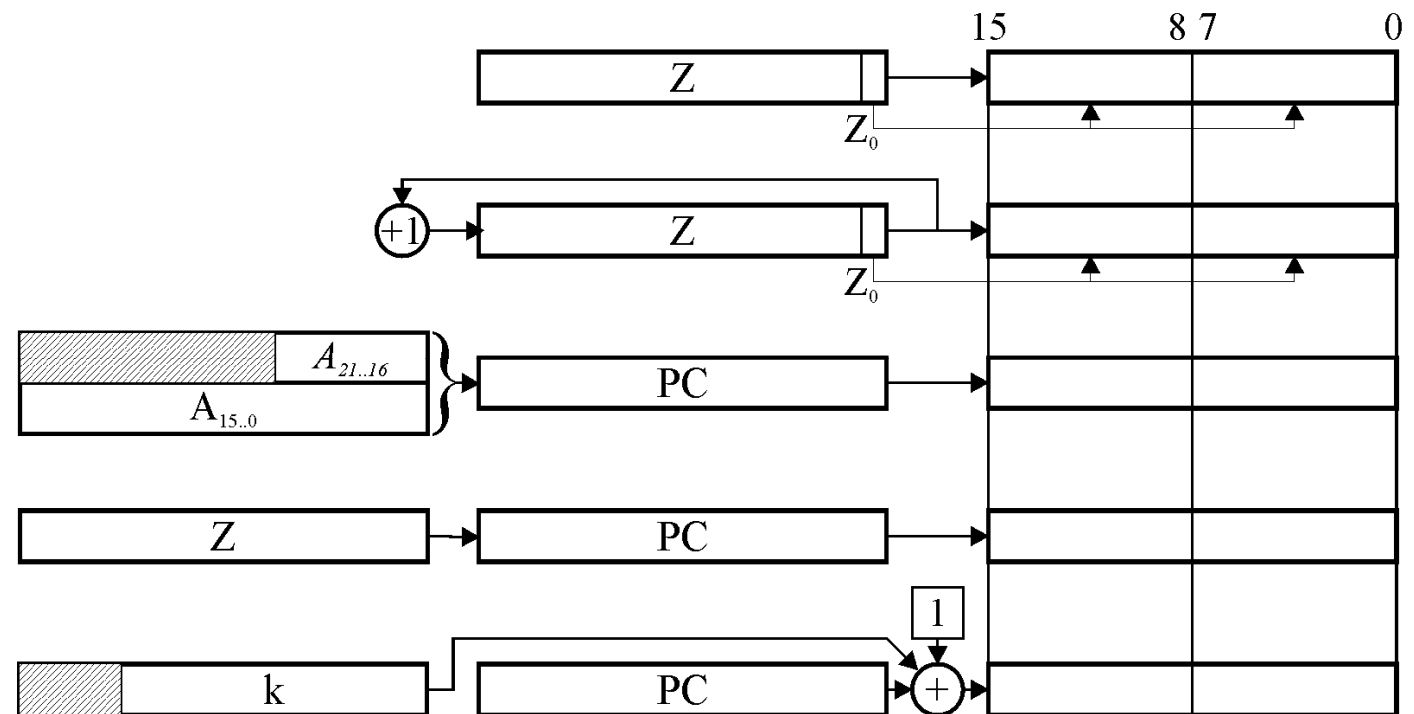 15 8 7 0
Z
Z₀
+1 Z
Z₀
A₂₁..₁₆
PC
A₁₅..₀
Z PC
1
k PC +